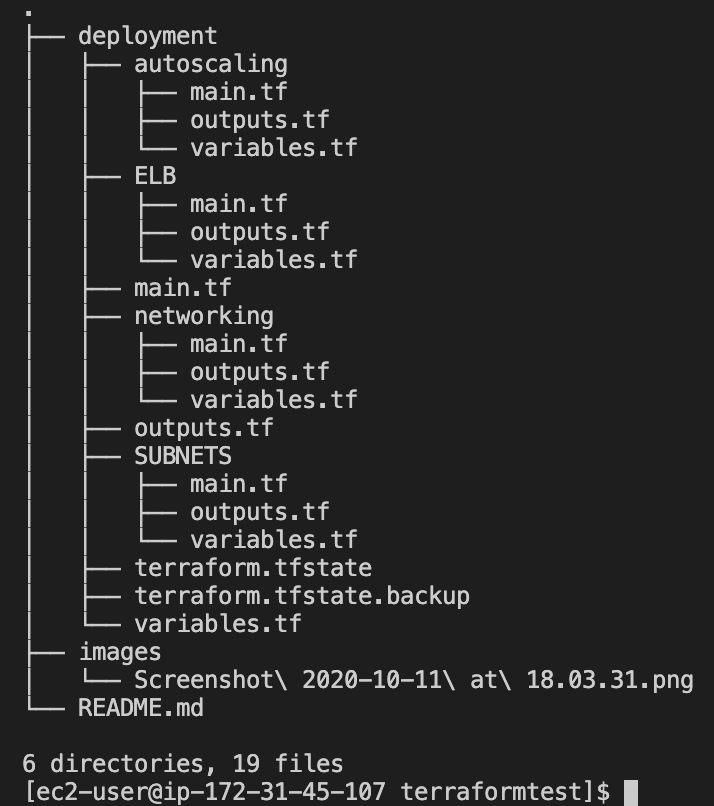 .
├── deployment
│   ├── autoscaling
│   │   ├── main.tf
│   │   ├── outputs.tf
│   │   └── variables.tf
│   ├── ELB
│   │   ├── main.tf
│   │   ├── outputs.tf
│   │   └── variables.tf
│   ├── main.tf
│   ├── networking
│   │   ├── main.tf
│   │   ├── outputs.tf
│   │   └── variables.tf
│   ├── outputs.tf
│   ├── SUBNETS
│   │   ├── main.tf
│   │   ├── outputs.tf
│   │   └── variables.tf
│   ├── terraform.tfstate
│   ├── terraform.tfstate.backup
│   └── variables.tf
├── images
│   └── Screenshot\ 2020-10-11\ at\ 18.03.31.png
└── README.md

6 directories, 19 files
[ec2-user@ip-172-31-45-107 terraformtest]$